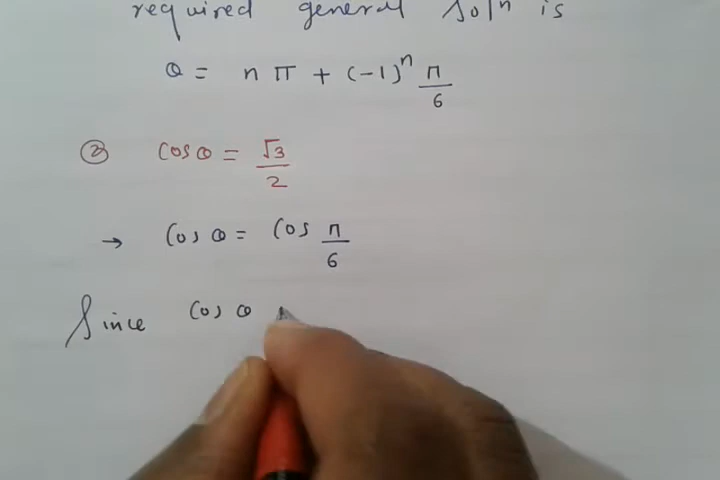 required general Solⁿ is
θ = nπ + (-1)ⁿ π/6
② cos θ = √3/2
→ Cos θ = Cos π/6
Since Cos θ